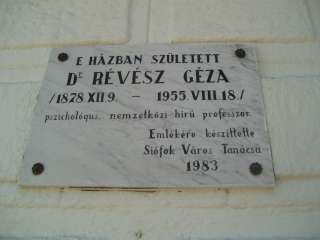 E HÁZBAN SZÜLETETT
Dr RÉVÉSZ GÉZA
/1878 XII.9. – 1955.VIII.18./
pszichológus, nemzetközi hírű professzor.
Emlékére készíttette
Siófok Város Tanácsa
1983